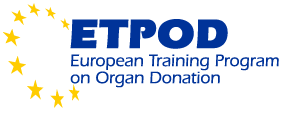 ETPOD
European Training Program
on Organ Donation